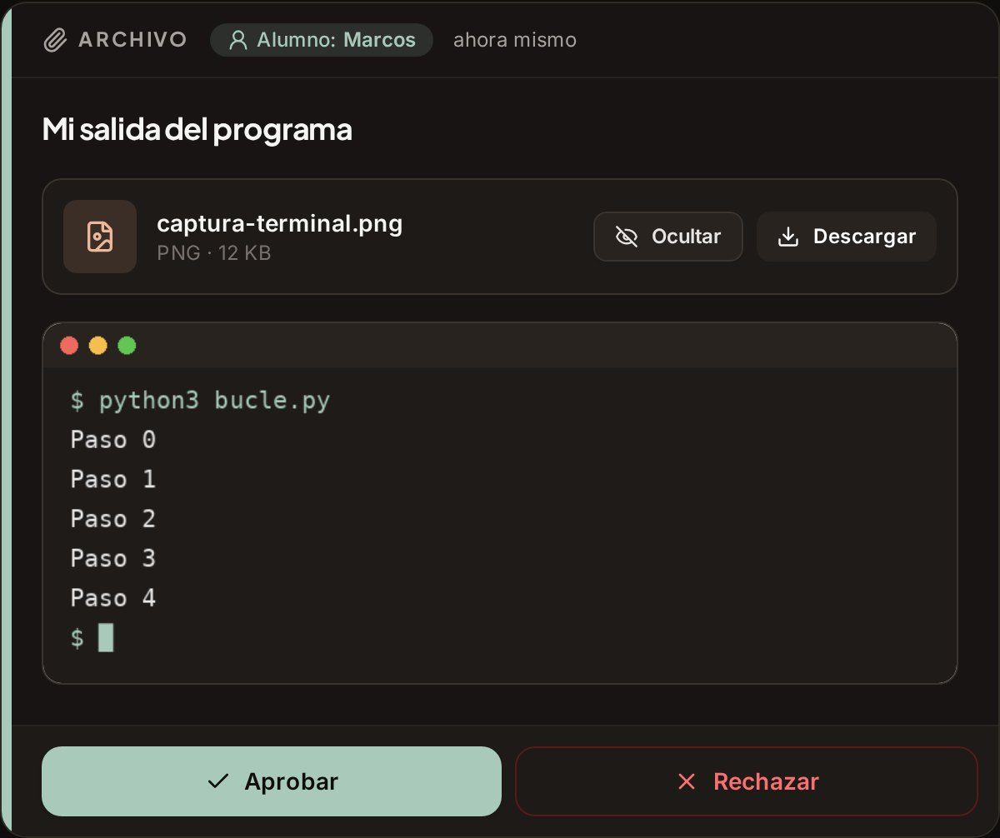 ARCHIVO Alumno: Marcos ahora mismo
Mi salida del programa
captura-terminal.png
PNG · 12 KB
Ocultar Descargar
$ python3 bucle.py
Paso 0
Paso 1
Paso 2
Paso 3
Paso 4
$
Aprobar Rechazar